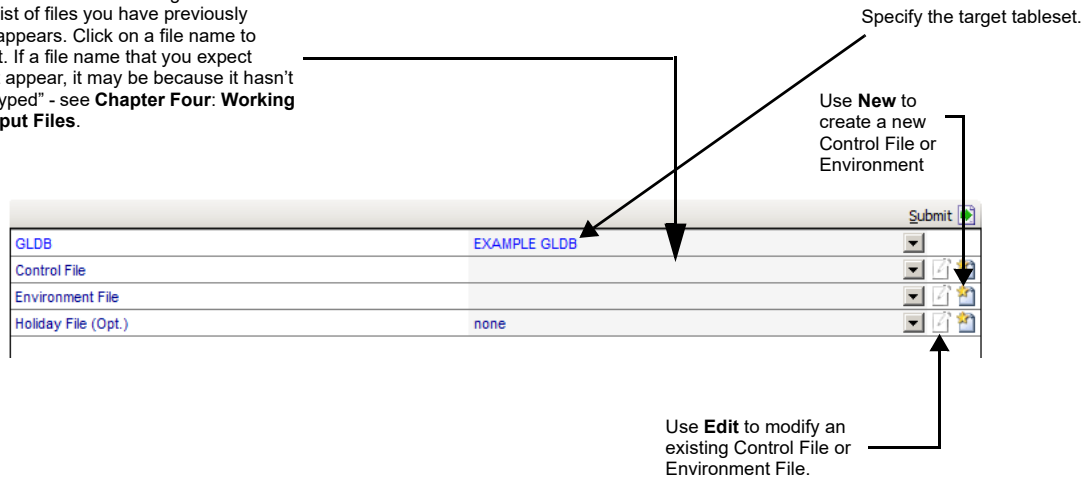 ist of files you have previously
appears. Click on a file name to
t. If a file name that you expect
appear, it may be because it hasn’t
yped” - see Chapter Four: Working
put Files.
Specify the target tableset.
Use New to
create a new
Control File or
Environment
Submit
GLDB EXAMPLE GLDB
Control File
Environment File
Holiday File (Opt.) none
Use Edit to modify an
existing Control File or
Environment File.